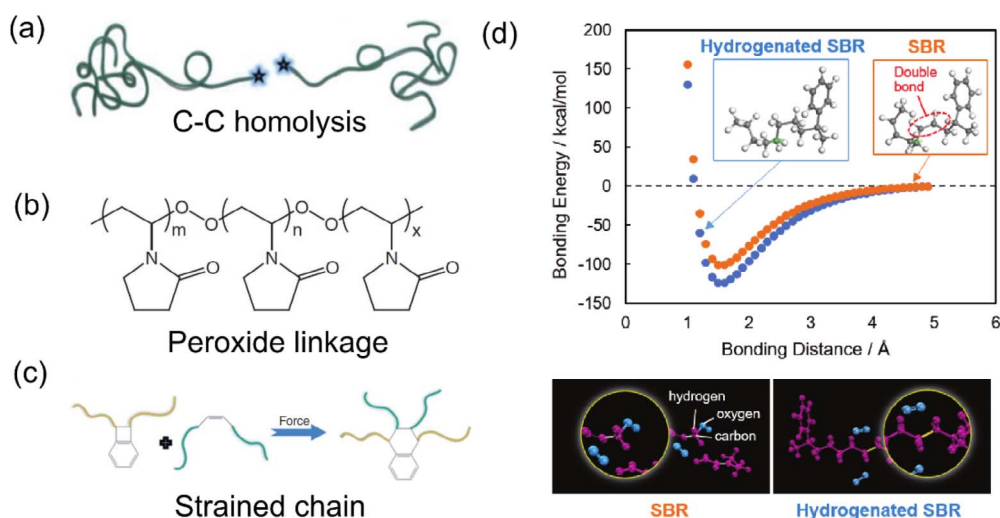 (a)
C-C homolysis
(b)
m
O
O
n
O
O
x
N
O
N
O
N
O
Peroxide linkage
(c)
Force
Strained chain
(d)
200
150
100
50
0
-50
-100
-150
Bonding Energy / kcal/mol
Hydrogenated SBR
SBR
Double
bond
0
1
2
3
4
5
6
Bonding Distance / Å
hydrogen
oxygen
carbon
SBR
Hydrogenated SBR